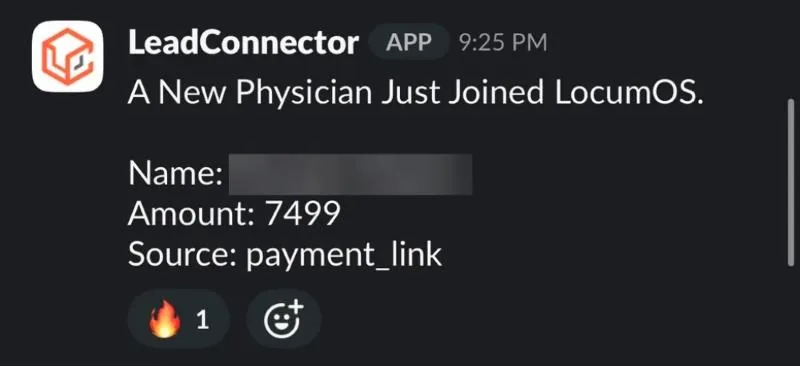 LeadConnector APP 9:25 PM
A New Physician Just Joined LocumOS.
Name:
Amount: 7499
Source: payment_link
🔥 1